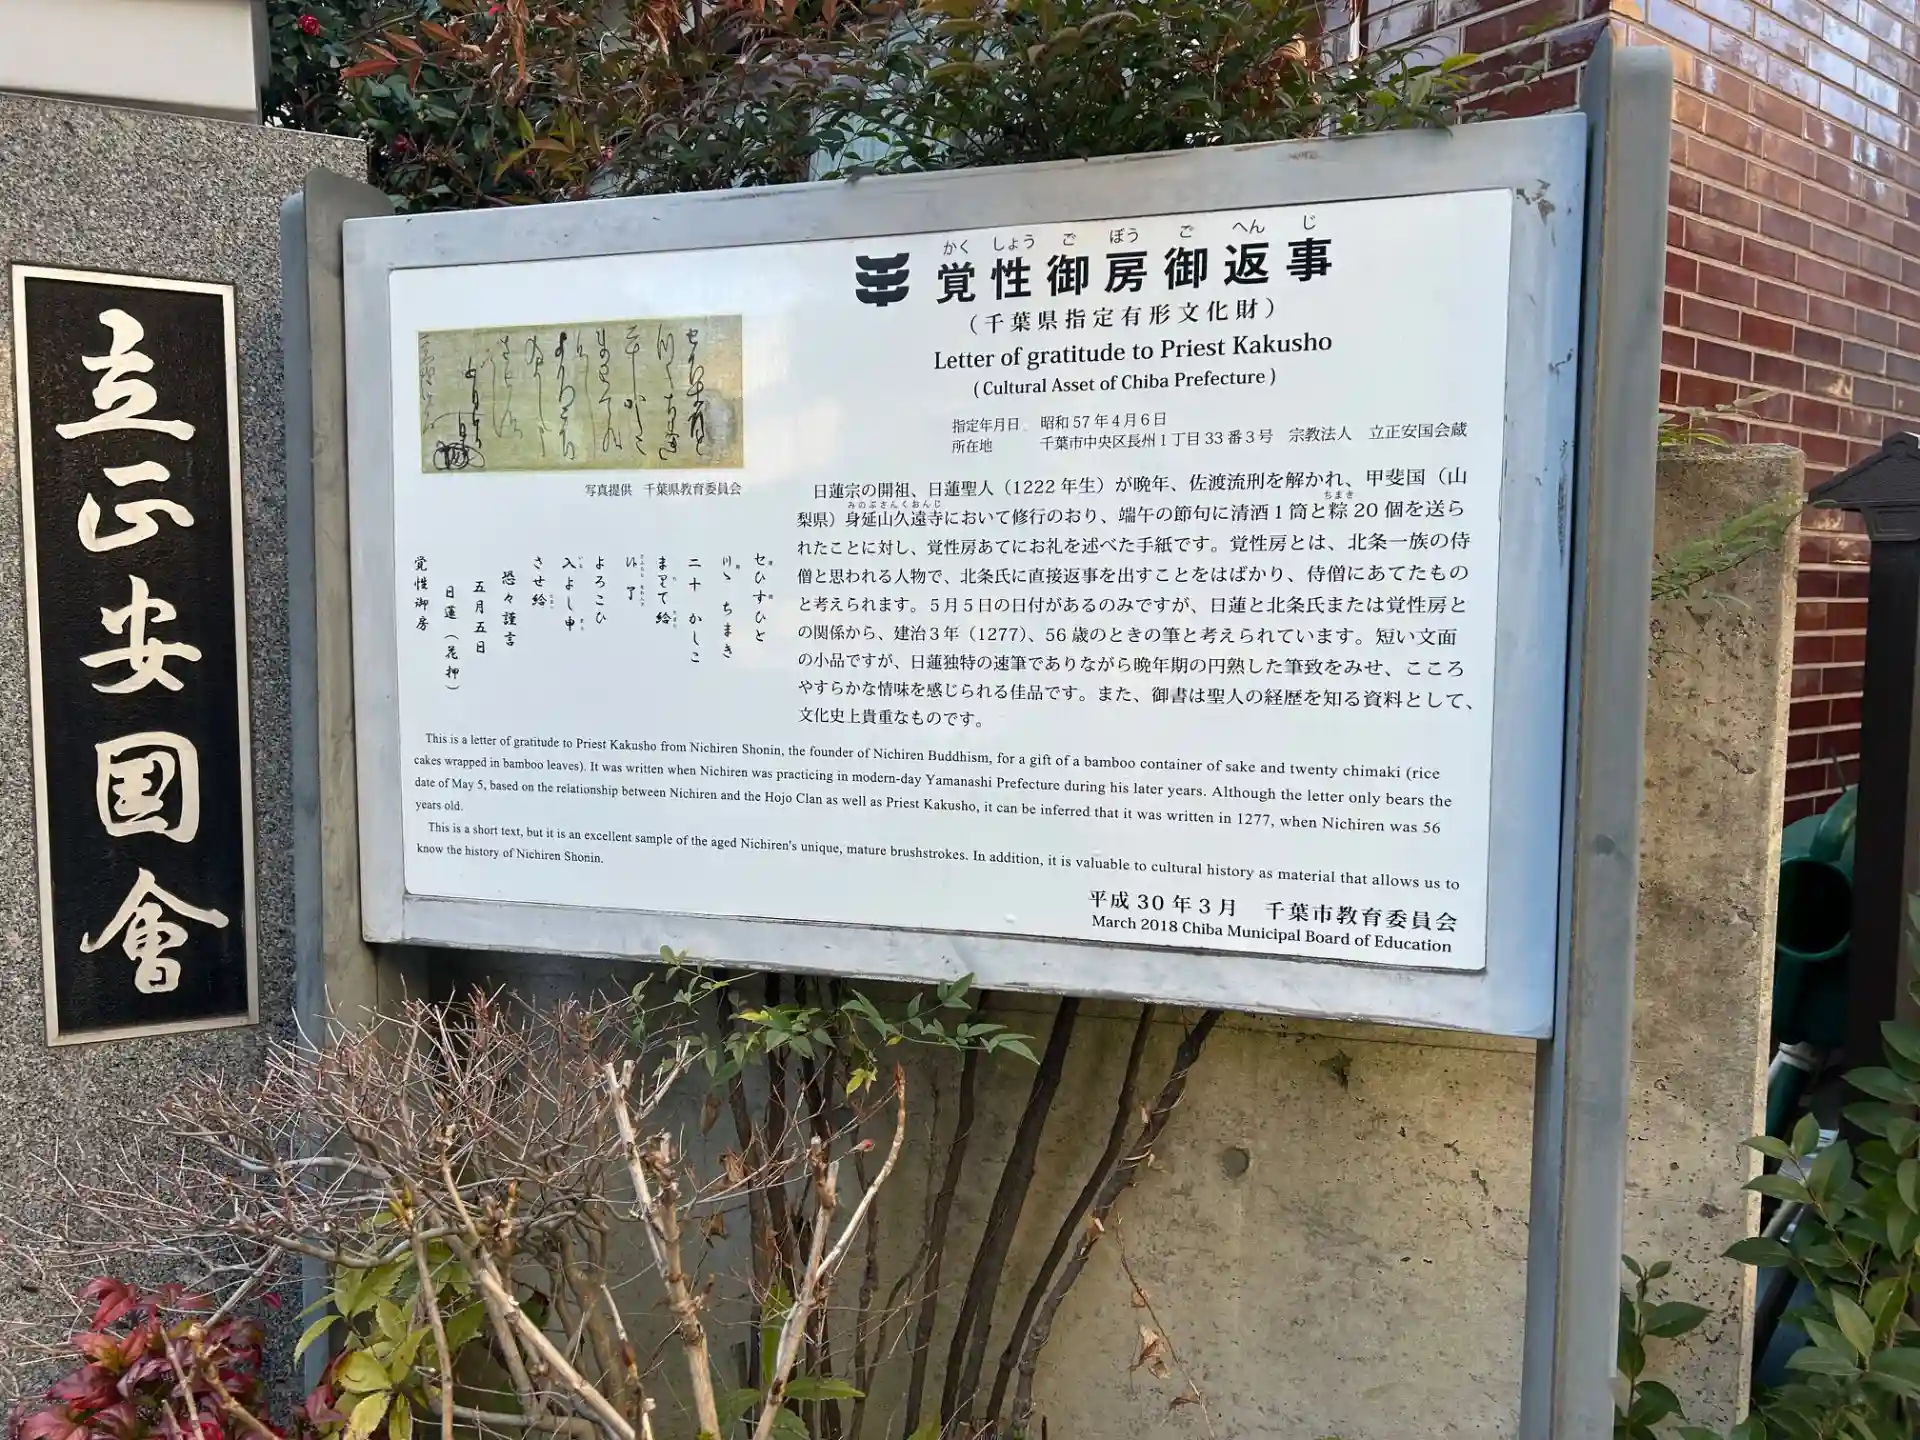 立正安国會
かくしょうごぼうごへんじ
覚性御房御返事
（千葉県指定有形文化財）
Letter of gratitude to Priest Kakusho
( Cultural Asset of Chiba Prefecture )
指定年月日 昭和57年4月6日
所在地 千葉市中央区長州1丁目33番3号 宗教法人 立正安国会蔵
写真提供 千葉県教育委員会
日蓮宗の開祖、日蓮聖人（1222年生）が晩年、佐渡流刑を解かれ、甲斐国（山
みのぶさんくおんじ ちまき
梨県）身延山久遠寺において修行のおり、端午の節句に清酒1筒と粽20個を送ら
れたことに対し、覚性房あてにお礼を述べた手紙です。覚性房とは、北条一族の侍
僧と思われる人物で、北条氏に直接返事を出すことをはばかり、侍僧にあてたもの
と考えられます。5月5日の日付があるのみですが、日蓮と北条氏または覚性房と
の関係から、建治3年（1277）、56歳のときの筆と考えられています。短い文面
の小品ですが、日蓮独特の速筆でありながら晩年期の円熟した筆致をみせ、こころ
やすらかな情味を感じられる佳品です。また、御書は聖人の経歴を知る資料として、
文化史上貴重なものです。
せひすひと
ちまき
二十 かしこ
て給
了
よろこひ
入よし申
させ給
恐々謹言
五月五日
日蓮（花押）
覚性御房
This is a letter of gratitude to Priest Kakusho from Nichiren Shonin, the founder of Nichiren Buddhism, for a gift of a bamboo container of sake and twenty chimaki (rice
cakes wrapped in bamboo leaves). It was written when Nichiren was practicing in modern-day Yamanashi Prefecture during his later years. Although the letter only bears the
date of May 5, based on the relationship between Nichiren and the Hojo Clan as well as Priest Kakusho, it can be inferred that it was written in 1277, when Nichiren was 56
years old.
This is a short text, but it is an excellent sample of the aged Nichiren's unique, mature brushstrokes. In addition, it is valuable to cultural history as material that allows us to
know the history of Nichiren Shonin.
平成30年3月 千葉市教育委員会
March 2018 Chiba Municipal Board of Education